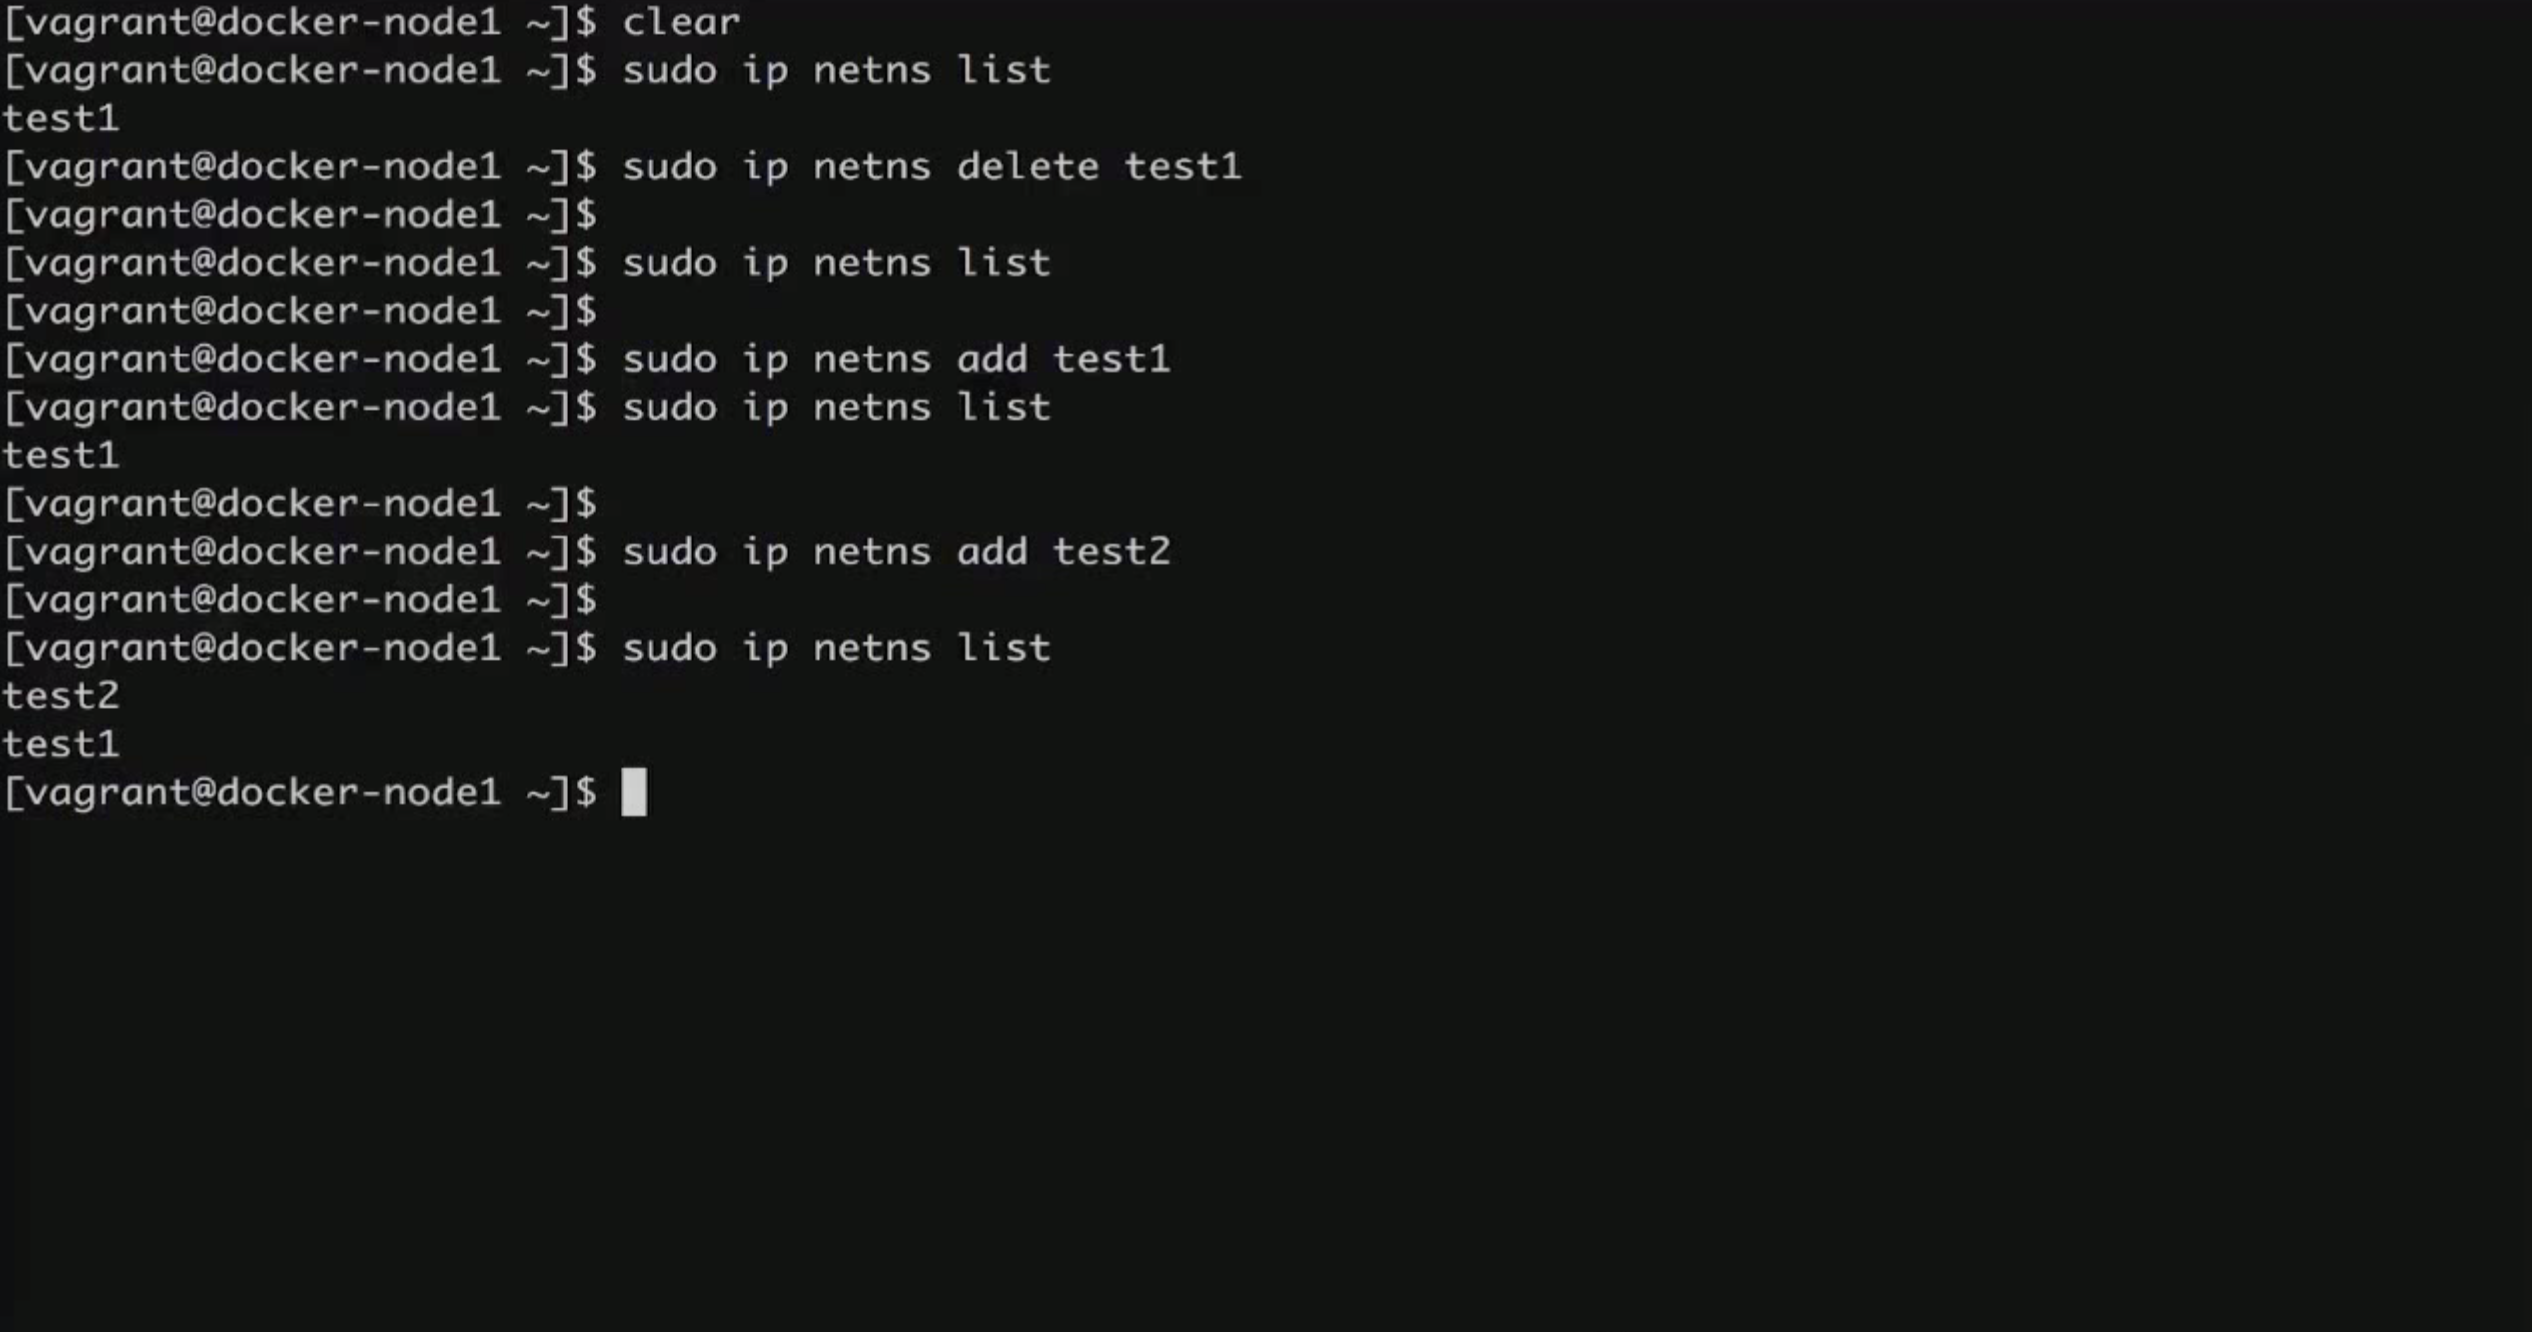 [vagrant@docker-node1 ~]$ clear
[vagrant@docker-node1 ~]$ sudo ip netns list
test1
[vagrant@docker-node1 ~]$ sudo ip netns delete test1
[vagrant@docker-node1 ~]$
[vagrant@docker-node1 ~]$ sudo ip netns list
[vagrant@docker-node1 ~]$
[vagrant@docker-node1 ~]$ sudo ip netns add test1
[vagrant@docker-node1 ~]$ sudo ip netns list
test1
[vagrant@docker-node1 ~]$
[vagrant@docker-node1 ~]$ sudo ip netns add test2
[vagrant@docker-node1 ~]$
[vagrant@docker-node1 ~]$ sudo ip netns list
test2
test1
[vagrant@docker-node1 ~]$